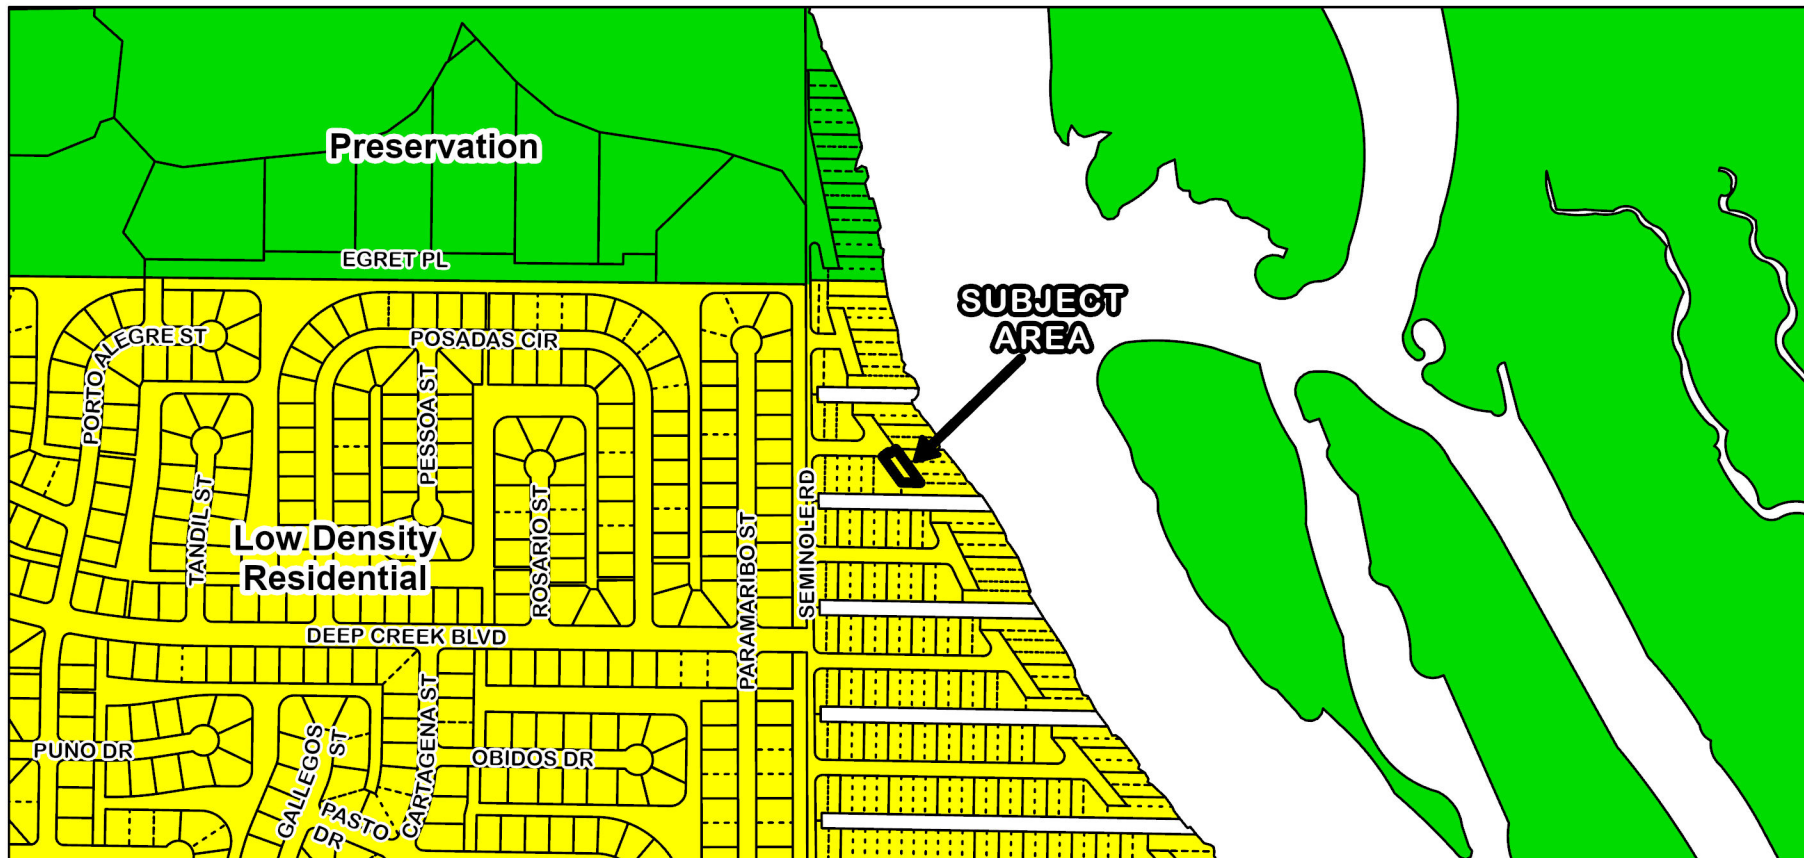 Preservation
EGRET PL
SUBJECT
AREA
PORTO ALEGRE ST
POSADAS CIR
PESSOA ST
TANDIL ST
ROSARIO ST
PARAMARIBO ST
SEMINOLE RD
Low Density
Residential
DEEP CREEK BLVD
PUNO DR
GALLEGOS
ST
PASTO
DR
CARTAGENA ST
OBIDOS DR